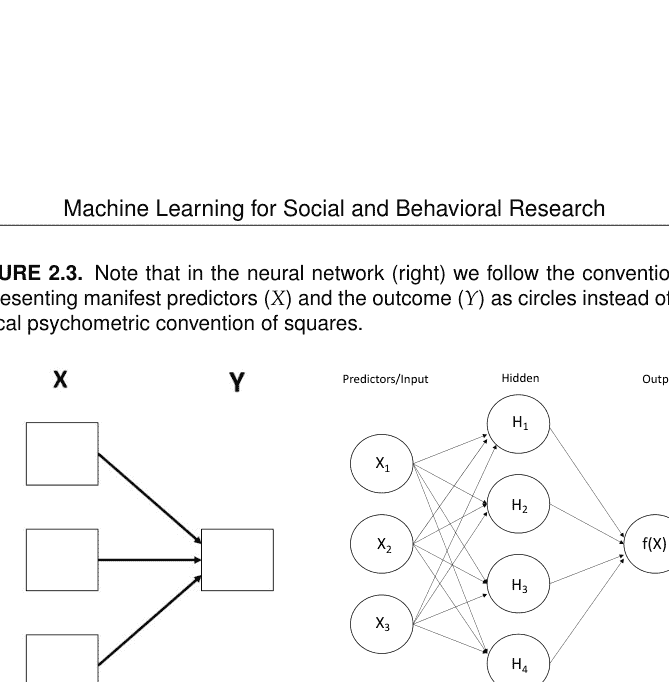 Machine Learning for Social and Behavioral Research
URE 2.3. Note that in the neural network (right) we follow the conventio
esenting manifest predictors (X) and the outcome (Y) as circles instead of
cal psychometric convention of squares.
X
Y
Predictors/Input
Hidden
Outp
H₁
X₁
H₂
X₂
f(X)
H₃
X₃
H₄